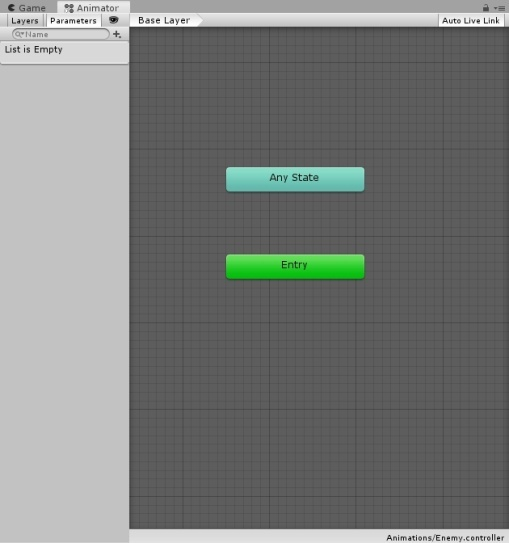 Game Animator
Layers Parameters Base Layer Auto Live Link
Name
List is Empty
Any State
Entry
Animations/Enemy.controller